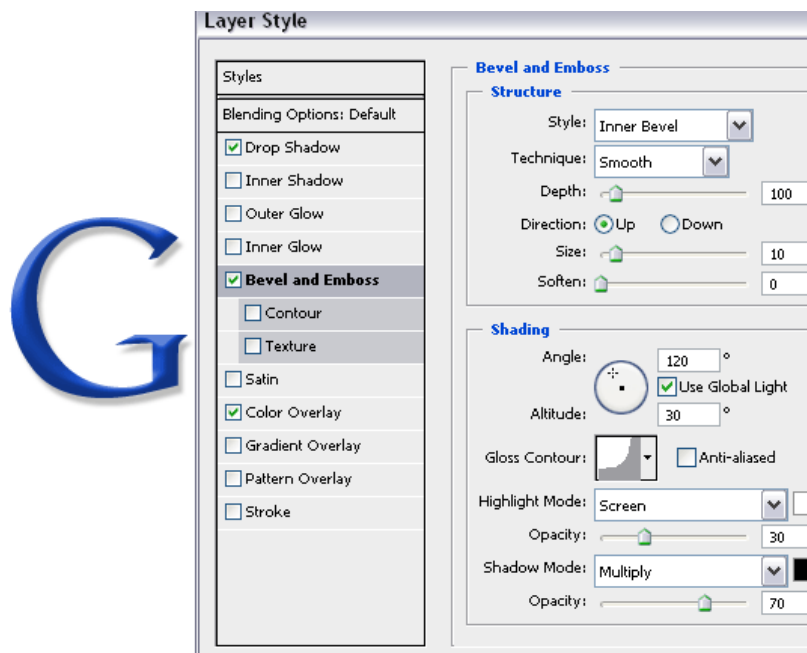 Layer Style
G
Styles
Blending Options: Default
Drop Shadow
Inner Shadow
Outer Glow
Inner Glow
Bevel and Emboss
Contour
Texture
Satin
Color Overlay
Gradient Overlay
Pattern Overlay
Stroke
Bevel and Emboss
Structure
Style: Inner Bevel
Technique: Smooth
Depth: 100
Direction: Up Down
Size: 10
Soften: 0
Shading
Angle: 120 °
Use Global Light
Altitude: 30 °
Gloss Contour: Anti-aliased
Highlight Mode: Screen
Opacity: 30
Shadow Mode: Multiply
Opacity: 70